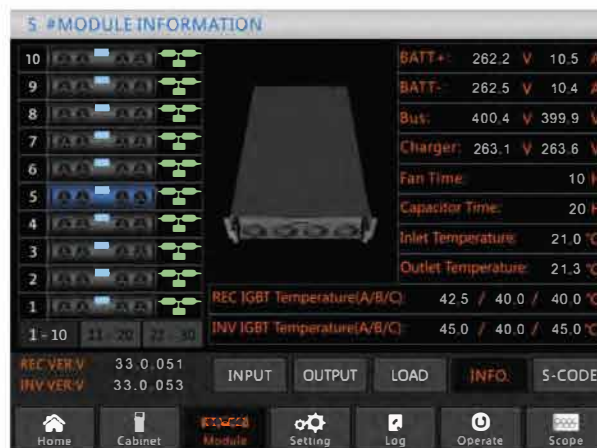 5 #MODULE INFORMATION
10
9
8
7
6
5
4
3
2
1
1 - 10 11 - 20 21 - 30
BATT+: 262.2 V 10.5 A
BATT-: 262.5 V 10.4 A
Bus: 400.4 V 399.9 V
Charger: 263.1 V 263.6 V
Fan Time: 10 H
Capacitor Time: 20 H
Inlet Temperature: 21.0 °C
Outlet Temperature: 21.3 °C
REC IGBT Temperature(A/B/C): 42.5 / 40.0 / 40.0 °C
INV IGBT Temperature(A/B/C): 45.0 / 40.0 / 45.0 °C
REC VER:V 33.0.051
INV VER:V 33.0.053
INPUT OUTPUT LOAD INFO. S-CODE
Home Cabinet Module Setting Log Operate Scope